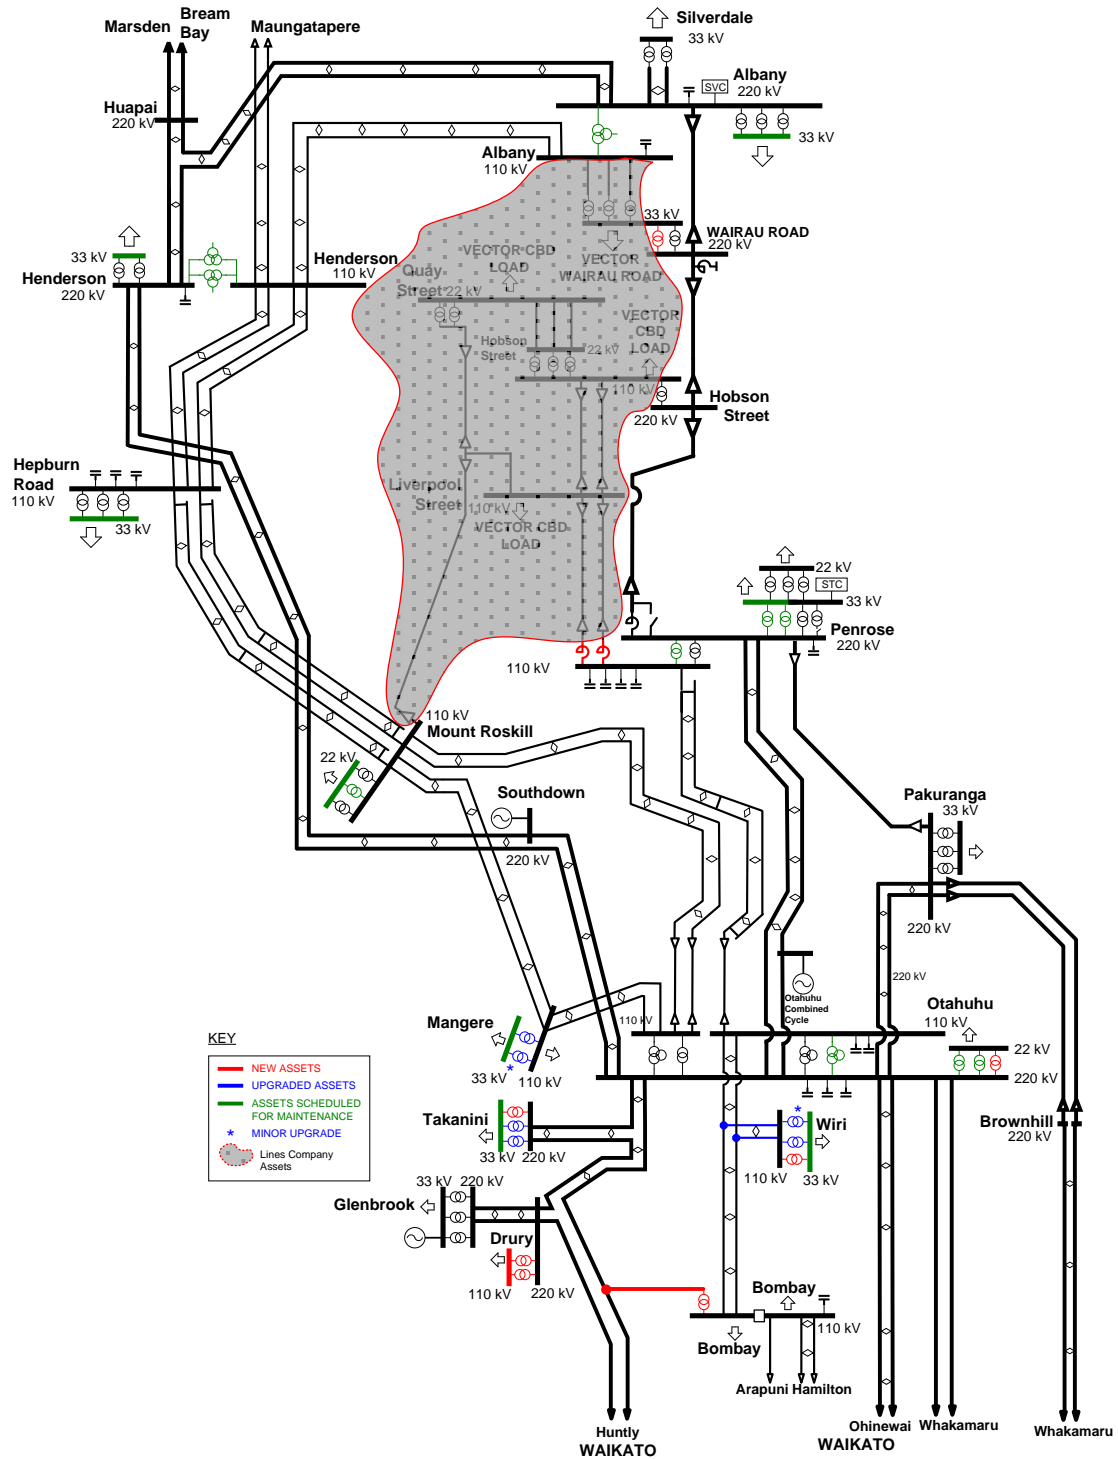 Silverdale
33 kV
Marsden
Bream
Bay
Maungatapere
Albany
220 kV
SVC
33 kV
Huapai
220 kV
Albany
110 kV
33 kV
WAIRAU ROAD
220 kV
33 kV
Henderson
220 kV
Henderson
110 kV
VECTOR CBD
LOAD
VECTOR
WAIRAU ROAD
Quay
Street
22 kV
VECTOR
CBD
LOAD
Hobson
Street
22 kV
110 kV
Hobson
Street
220 kV
Hepburn
Road
110 kV
33 kV
Liverpool
Street
110 kV
VECTOR CBD
LOAD
22 kV
STC
33 kV
Penrose
220 kV
110 kV
110 kV
Mount Roskill
22 kV
Southdown
220 kV
Pakuranga
33 kV
220 kV
220 kV
Otahuhu
Combined
Cycle
Otahuhu
110 kV
110 kV
22 kV
220 kV
Mangere
33 kV
110 kV
KEY
NEW ASSETS
UPGRADED ASSETS
ASSETS SCHEDULED
FOR MAINTENANCE
* MINOR UPGRADE
Lines Company
Assets
Takanini
33 kV
220 kV
*
*
Wiri
110 kV
33 kV
Brownhill
220 kV
33 kV
220 kV
Glenbrook
Drury
110 kV
220 kV
Bombay
110 kV
Bombay
Arapuni
Hamilton
Huntly
WAIKATO
Ohinewai
WAIKATO
Whakamaru
Whakamaru